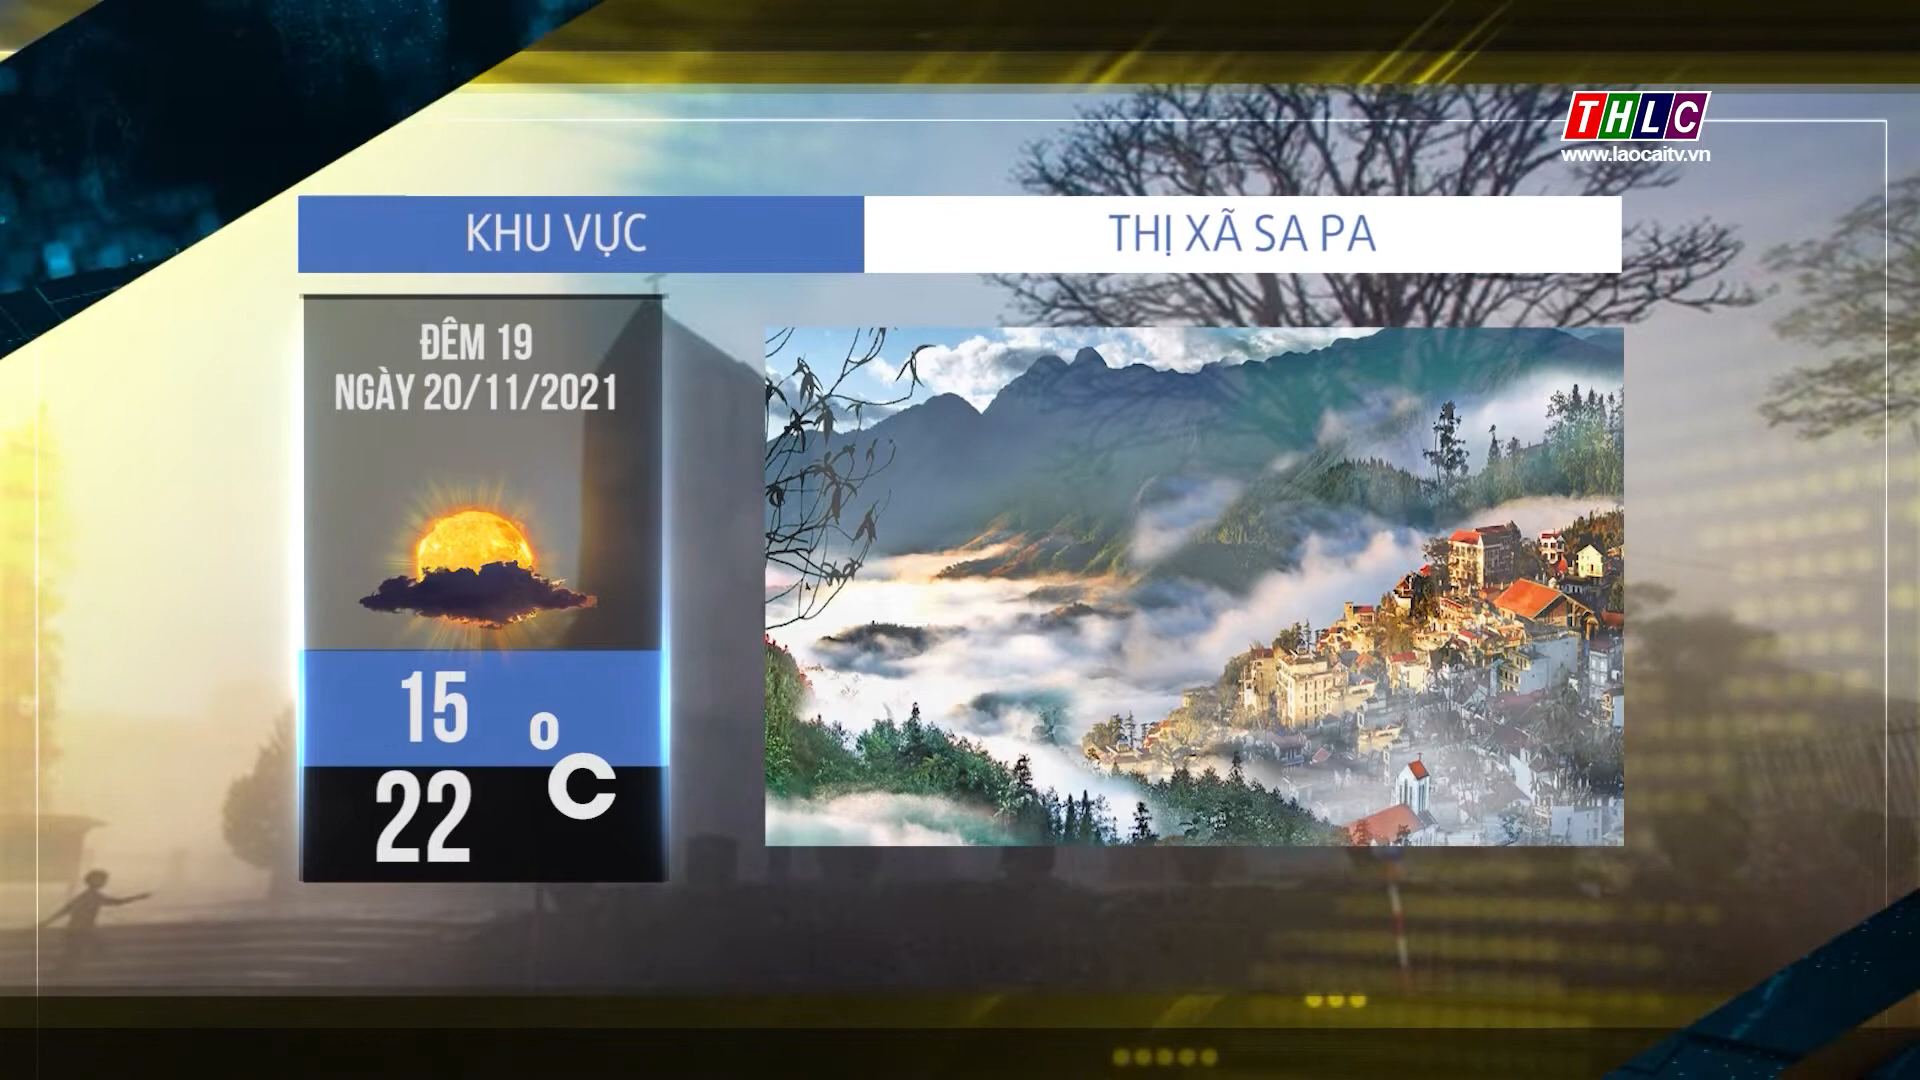 THLC
www.laocaitv.vn
KHU VỰC
THỊ XÃ SA PA
ĐÊM 19
NGÀY 20/11/2021
15
22
°C